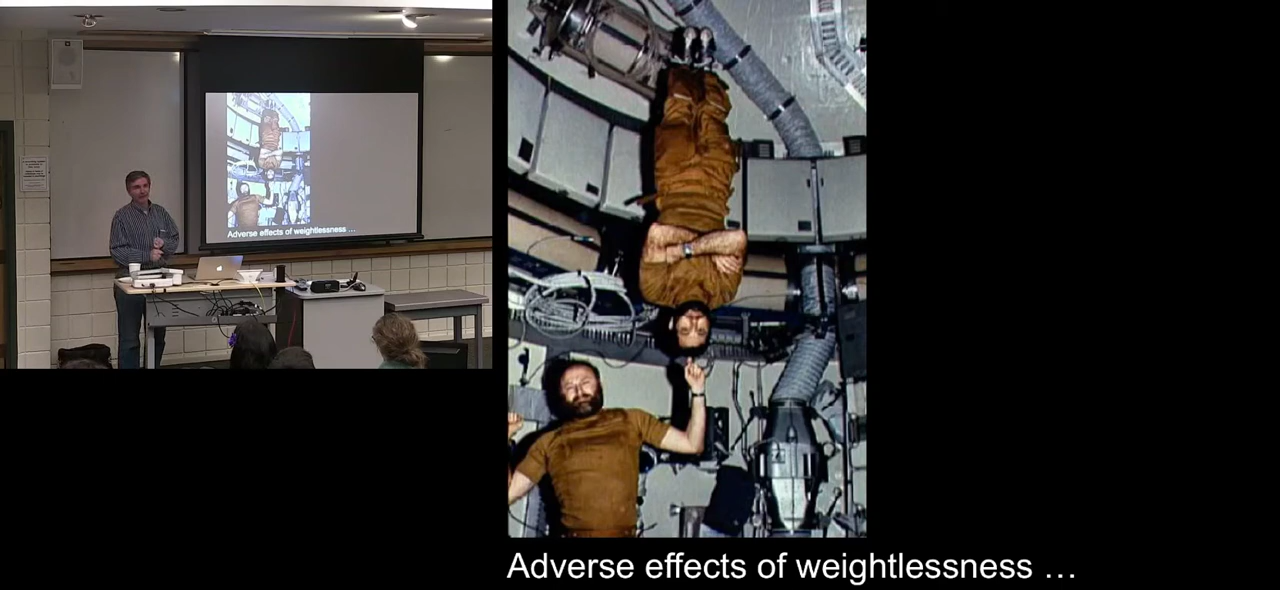 Adverse effects of weightlessness ...
Adverse effects of weightlessness …